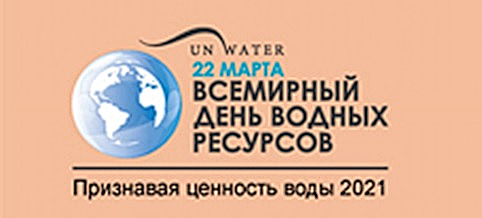 UN WATER
22 МАРТА
ВСЕМИРНЫЙ
ДЕНЬ ВОДНЫХ
РЕСУРСОВ
Признавая ценность воды 2021